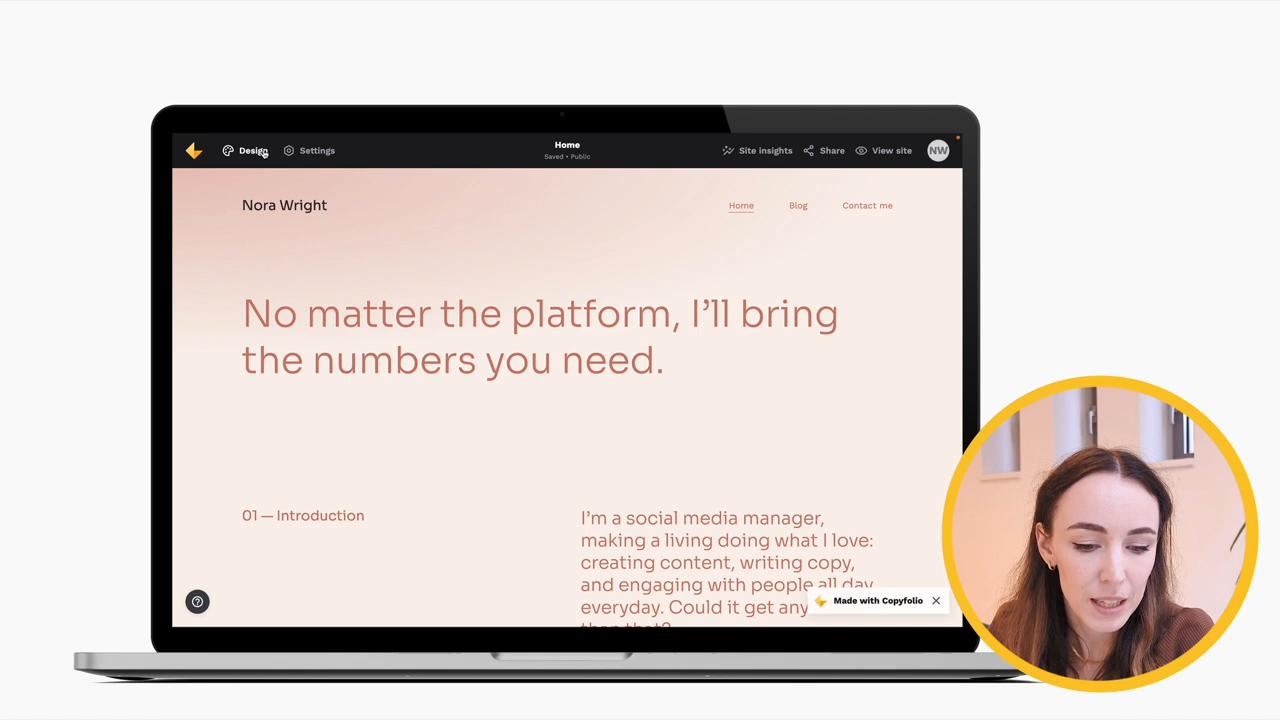 Design
Settings
Home
Saved • Public
Site insights
Share
View site
NW
Nora Wright
Home
Blog
Contact me
No matter the platform, I’ll bring
the numbers you need.
01 — Introduction
I’m a social media manager,
making a living doing what I love:
creating content, writing copy,
and engaging with people all day
everyday. Could it get any
than that?
Made with Copyfolio